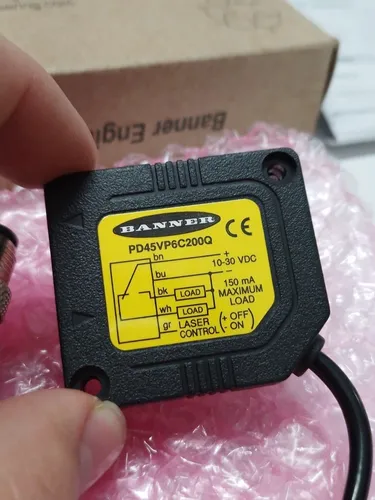 Banner Engi
BANNER
CE
PD45VP6C200Q
bn +
10-30 VDC
bu −
bk LOAD 150 mA
MAXIMUM
wh LOAD LOAD
gr LASER (+ OFF)
CONTROL (− ON)